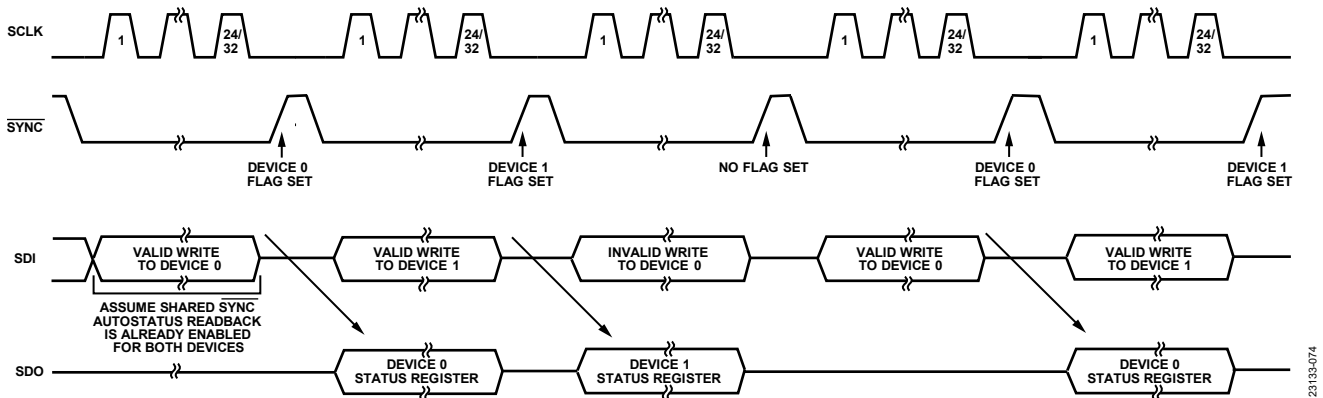 SCLK
1
24/
32
1
24/
32
1
24/
32
1
24/
32
1
24/
32
SYNC
DEVICE 0
FLAG SET
DEVICE 1
FLAG SET
NO FLAG SET
DEVICE 0
FLAG SET
DEVICE 1
FLAG SET
SDI
VALID WRITE
TO DEVICE 0
VALID WRITE
TO DEVICE 1
INVALID WRITE
TO DEVICE 0
VALID WRITE
TO DEVICE 0
VALID WRITE
TO DEVICE 1
ASSUME SHARED SYNC
AUTOSTATUS READBACK
IS ALREADY ENABLED
FOR BOTH DEVICES
SDO
DEVICE 0
STATUS REGISTER
DEVICE 1
STATUS REGISTER
DEVICE 0
STATUS REGISTER
23133-074